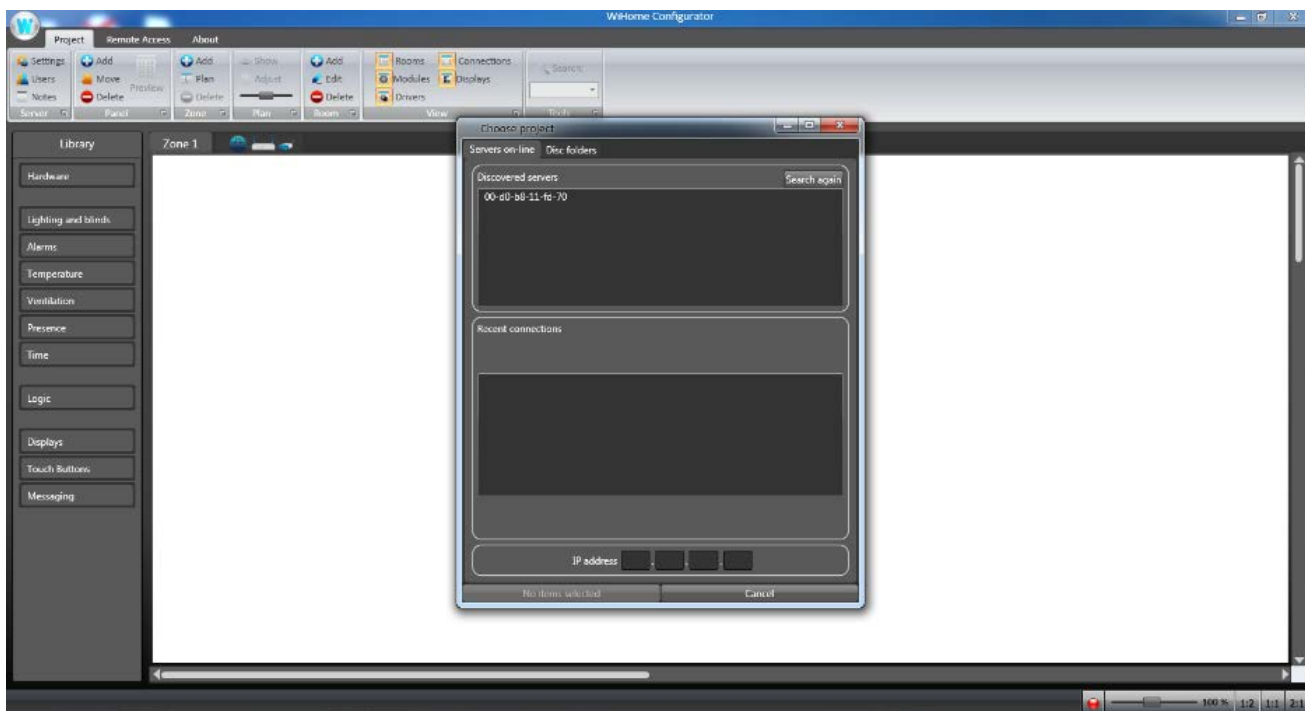 WiHome Configurator
W
Project Remote Access About
Settings Add Add Show Add Rooms Connections Search:
Users Move Preview Plan Adjust Edit Modules Displays
Notes Delete Delete Delete Drivers
Server Panel Zone Plan Room View Tools
Library
Zone 1
Hardware
Lighting and blinds
Alarms
Temperature
Ventilation
Presence
Time
Logic
Displays
Touch Buttons
Messaging
Choose project
Servers on-line Disc folders
Discovered servers Search again
00-d0-b8-11-fd-70
Recent connections
IP address . . .
No items selected Cancel
100 % 1:2 1:1 2:1